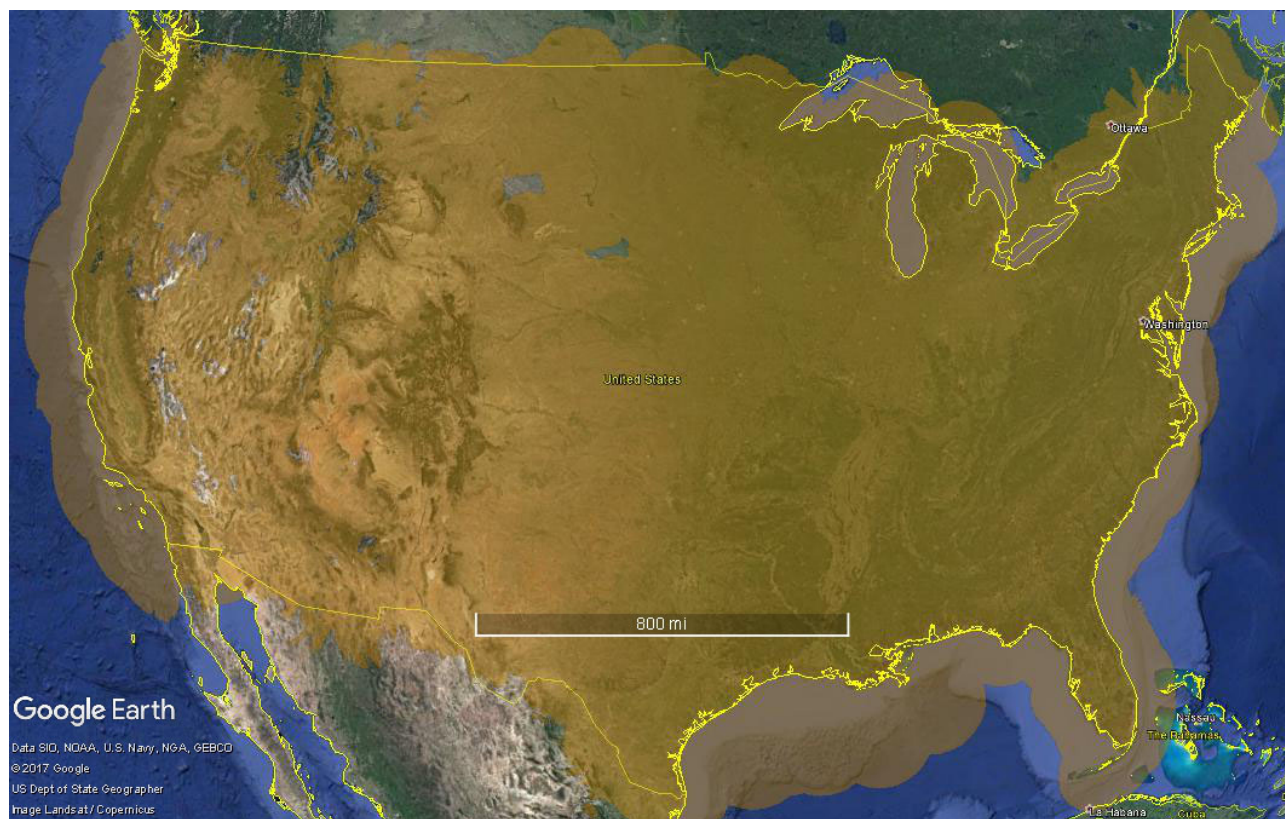 Ottawa
Washington
United States
800 mi
Google Earth
Data SIO, NOAA, U.S. Navy, NGA, GEBCO
© 2017 Google
US Dept of State Geographer
Image Landsat / Copernicus
Nassau
The Bahamas
La Habana
Cuba